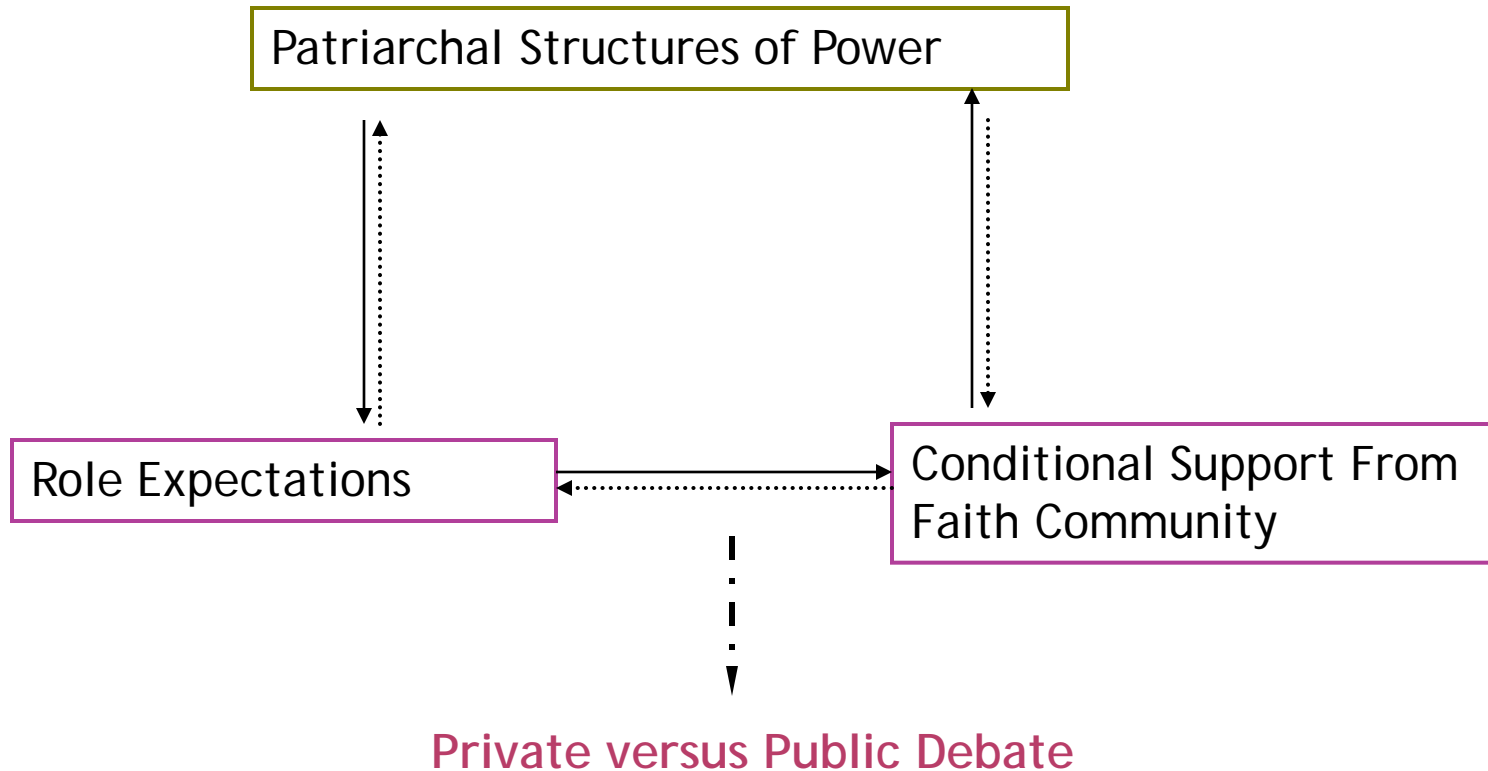 Patriarchal Structures of Power
Role Expectations
Conditional Support From
Faith Community
Private versus Public Debate